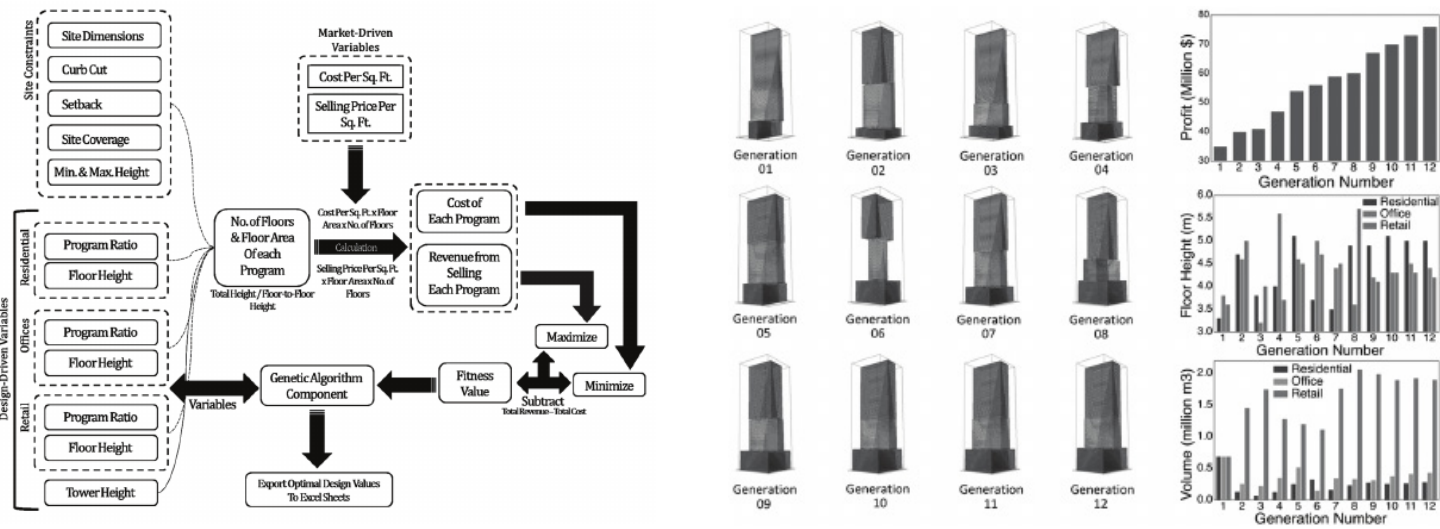 Site Constraints
Site Dimensions
Curb Cut
Setback
Site Coverage
Min. & Max. Height
Design-Driven Variables
Residential
Program Ratio
Floor Height
Offices
Program Ratio
Floor Height
Retail
Program Ratio
Floor Height
Tower Height
Market-Driven
Variables
Cost Per Sq. Ft.
Selling Price Per
Sq. Ft.
No. of Floors
& Floor Area
Of each
Program
Total Height / Floor-to-Floor
Height
Cost Per Sq. Ft x Floor
Area x No. of Floors
Calculation
Selling Price Per Sq. Ft.
x Floor Area x No. of
Floors
Cost of
Each Program
Revenue from
Selling
Each Program
Maximize
Minimize
Subtract
Total Revenue – Total Cost
Fitness
Value
Genetic Algorithm
Component
Variables
Export Optimal Design Values
To Excel Sheets
Generation
01
Generation
02
Generation
03
Generation
04
Generation
05
Generation
06
Generation
07
Generation
08
Generation
09
Generation
10
Generation
11
Generation
12
Profit (Million $)
80
70
60
50
40
30
1 2 3 4 5 6 7 8 9 10 11 12
Generation Number
Floor Height (m)
6.0
5.5
5.0
4.5
4.0
3.5
3.0
Residential
Office
Retail
1 2 3 4 5 6 7 8 9 10 11 12
Generation Number
Volume (million m3)
2.0
1.5
1.0
0.5
0.0
Residential
Office
Retail
1 2 3 4 5 6 7 8 9 10 11 12
Generation Number